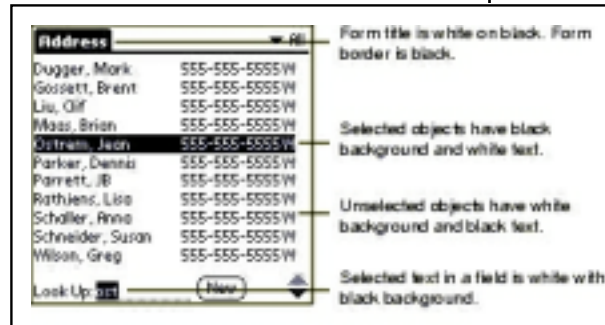 Address
All
Dugger, Mark 555-555-5555W
Gossett, Brent 555-555-5555W
Liu, Clif 555-555-5555W
Maas, Brian 555-555-5555W
Ostrem, Jean 555-555-5555W
Parker, Dennis 555-555-5555W
Parrett, JB 555-555-5555W
Rathjens, Lisa 555-555-5555W
Schaller, Anna 555-555-5555W
Schneider, Susan 555-555-5555W
Wilson, Greg 555-555-5555W
Look Up: ost
New
Form title is white on black. Form
border is black.
Selected objects have black
background and white text.
Unselected objects have white
background and black text.
Selected text in a field is white with
black background.